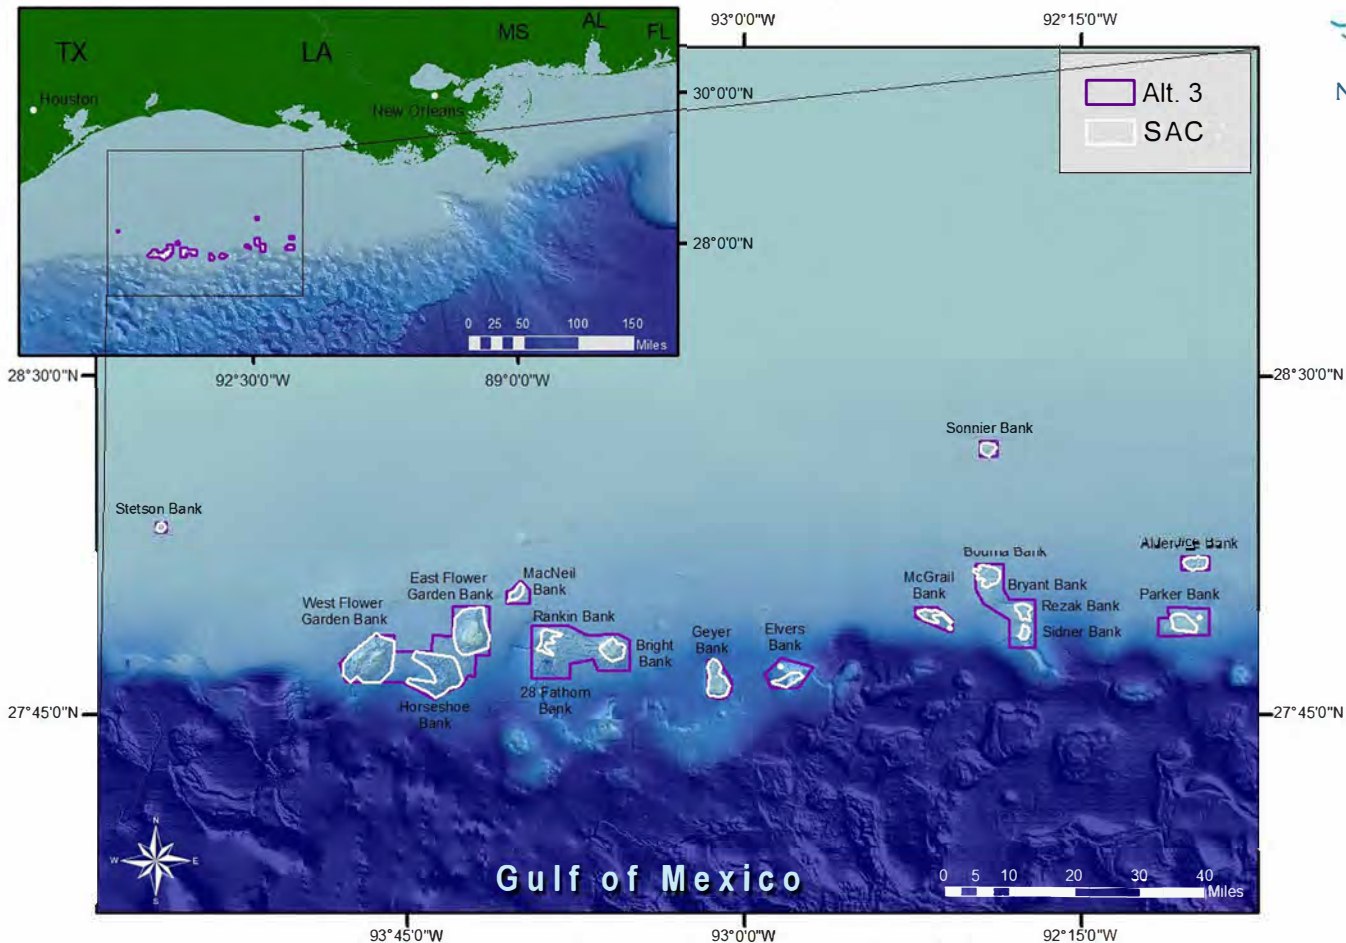 93°0'0"W
92°15'0"W
TX
LA
MS
AL
FL
Houston
New Orleans
30°0'0"N
28°0'0"N
0 25 50 100 150
Miles
92°30'0"W
89°0'0"W
Alt. 3
SAC
N
28°30'0"N
28°30'0"N
Sonnier Bank
Stetson Bank
Bouma Bank
Bank
McGrail
Bank
Bryant Bank
Rezak Bank
Sidner Bank
Parker Bank
East Flower
Garden Bank
MacNeil
Bank
West Flower
Garden Bank
Rankin Bank
Bright
Bank
Geyer
Bank
Elvers
Bank
28 Fathom
Bank
Horseshoe
Bank
27°45'0"N
27°45'0"N
N
W
E
S
Gulf of Mexico
0 5 10 20 30 40
Miles
93°45'0"W
93°0'0"W
92°15'0"W